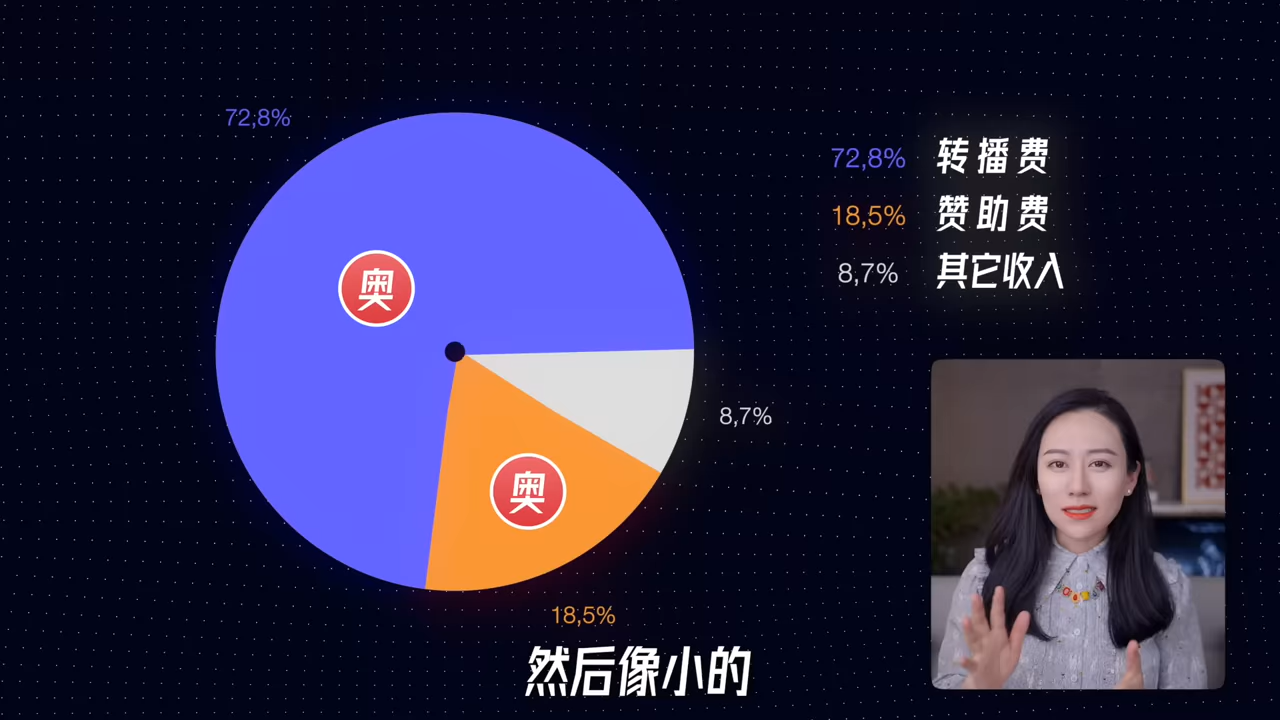 72,8%
72,8% 转播费
18,5% 赞助费
8,7% 其它收入
奥
8,7%
奥
18,5%
然后像小的